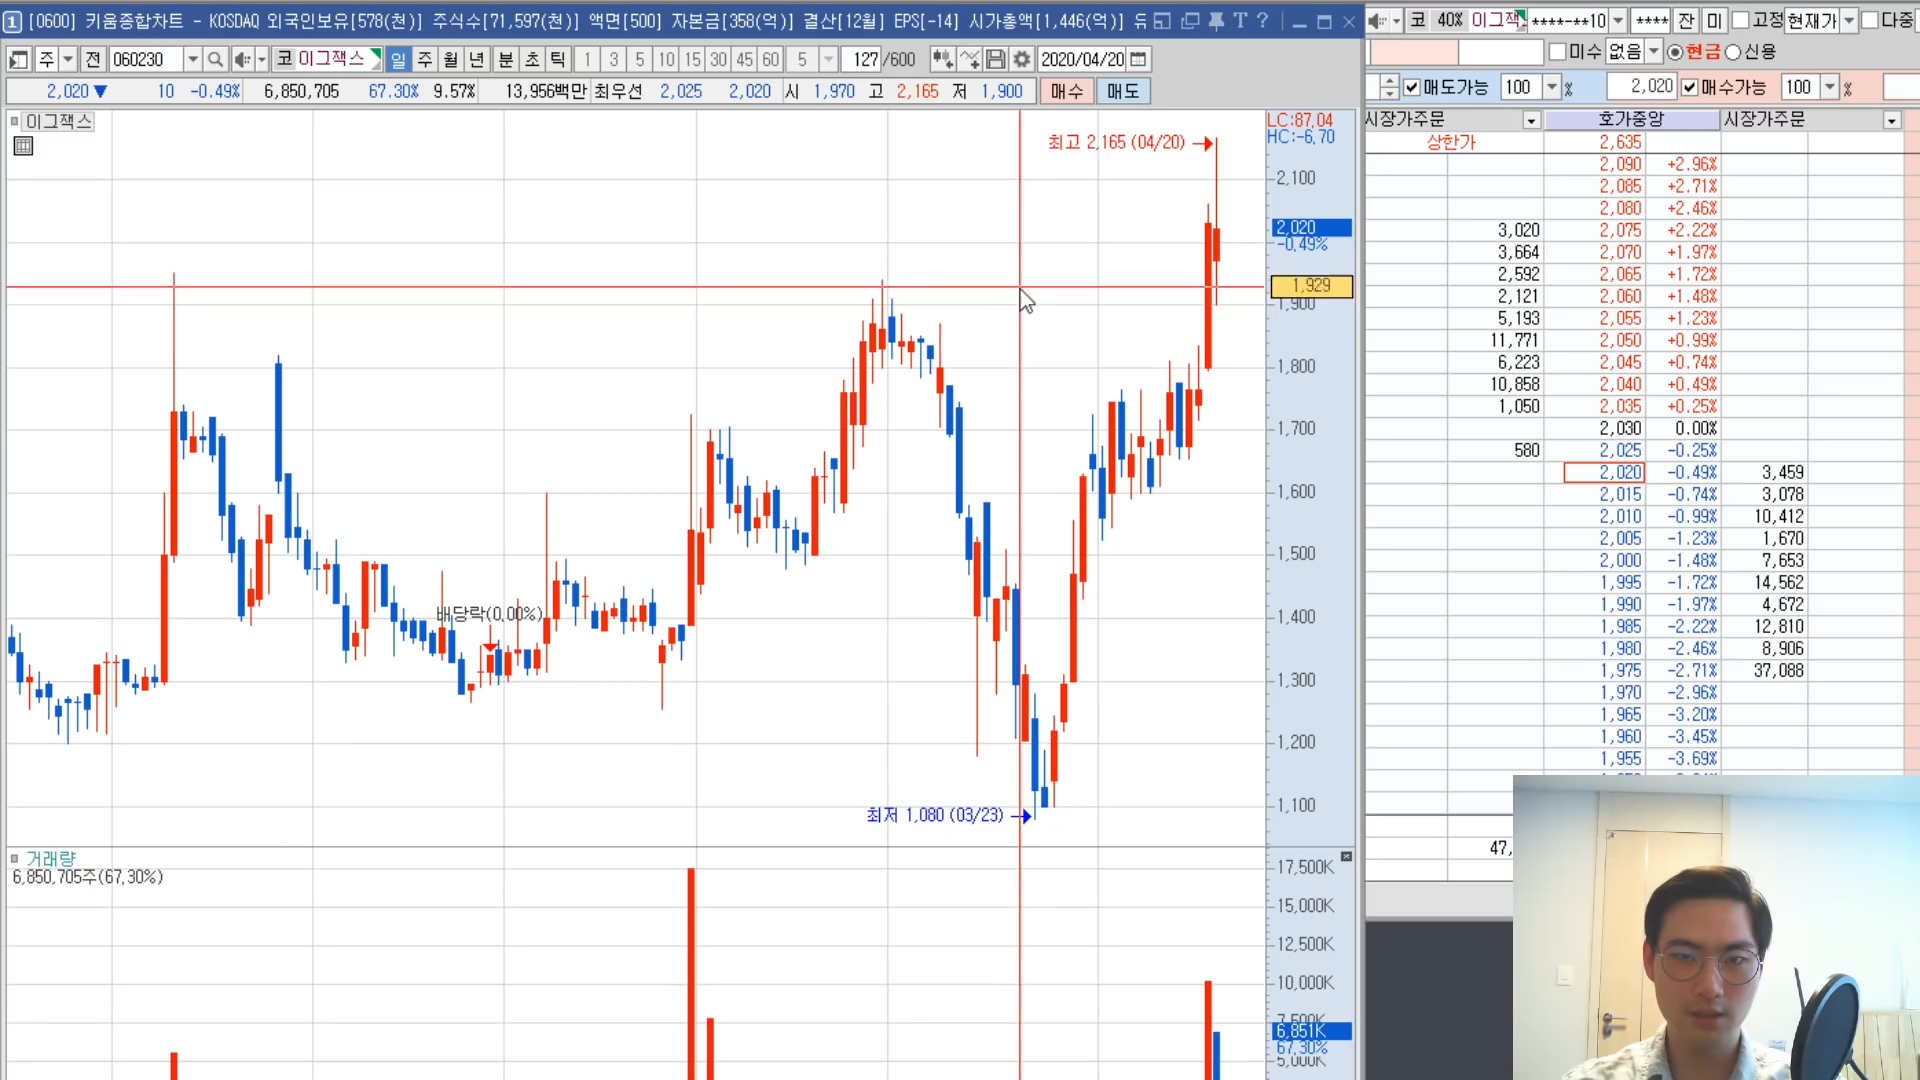 1 [0600] 키움종합차트 - KOSDAQ 외국인보유[578(천)] 주식수[71,597(천)] 액면[500] 자본금[358(억)] 결산[12월] EPS[-14] 시가총액[1,446(억)]
주 전 060230 코 이그잭스 일 주 월 년 분 초 틱 1 3 5 10 15 30 45 60 5 127 /600 2020/04/20
2,020 ▼ 10 -0.49% 6,850,705 67.30% 9.57% 13,956백만 최우선 2,025 2,020 시 1,970 고 2,165 저 1,900 매수 매도
이그잭스
최고 2,165 (04/20)
LC:87.04
HC:-6.70
2,100
2,020
-0.49%
1,929
1,900
1,800
1,700
1,600
1,500
1,400
1,300
1,200
1,100
배당락(0.00%)
최저 1,080 (03/23)
거래량
6,850,705주(67.30%)
17,500K
15,000K
12,500K
10,000K
7,500K
6,851K
67.30%
5,000K
코 40% 이그잭 ****-**10 **** 잔 미 고정 현재가 다중
미수 없음 현금 신용
매도가능 100 % 2,020 매수가능 100 %
시장가주문 호가중앙 시장가주문
상한가 2,635
2,090 +2.96%
2,085 +2.71%
2,080 +2.46%
3,020 2,075 +2.22%
3,664 2,070 +1.97%
2,592 2,065 +1.72%
2,121 2,060 +1.48%
5,193 2,055 +1.23%
11,771 2,050 +0.99%
6,223 2,045 +0.74%
10,858 2,040 +0.49%
1,050 2,035 +0.25%
2,030 0.00%
580 2,025 -0.25%
2,020 -0.49% 3,459
2,015 -0.74% 3,078
2,010 -0.99% 10,412
2,005 -1.23% 1,670
2,000 -1.48% 7,653
1,995 -1.72% 14,562
1,990 -1.97% 4,672
1,985 -2.22% 12,810
1,980 -2.46% 8,906
1,975 -2.71% 37,088
1,970 -2.96%
1,965 -3.20%
1,960 -3.45%
1,955 -3.69%
47,